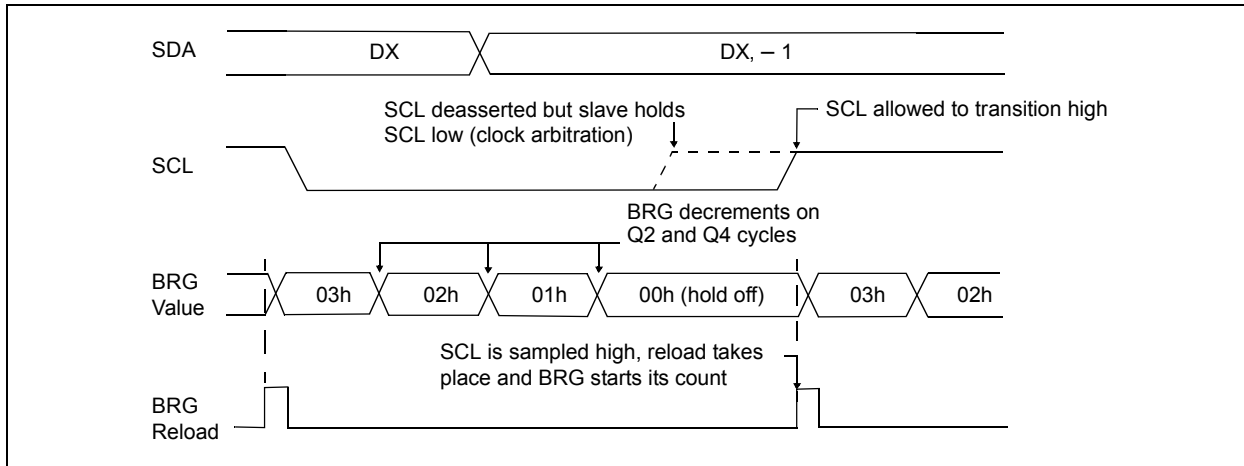 SDA
DX
DX, – 1
SCL deasserted but slave holds
SCL low (clock arbitration)
SCL allowed to transition high
SCL
BRG decrements on
Q2 and Q4 cycles
BRG
Value
03h
02h
01h
00h (hold off)
03h
02h
SCL is sampled high, reload takes
place and BRG starts its count
BRG
Reload